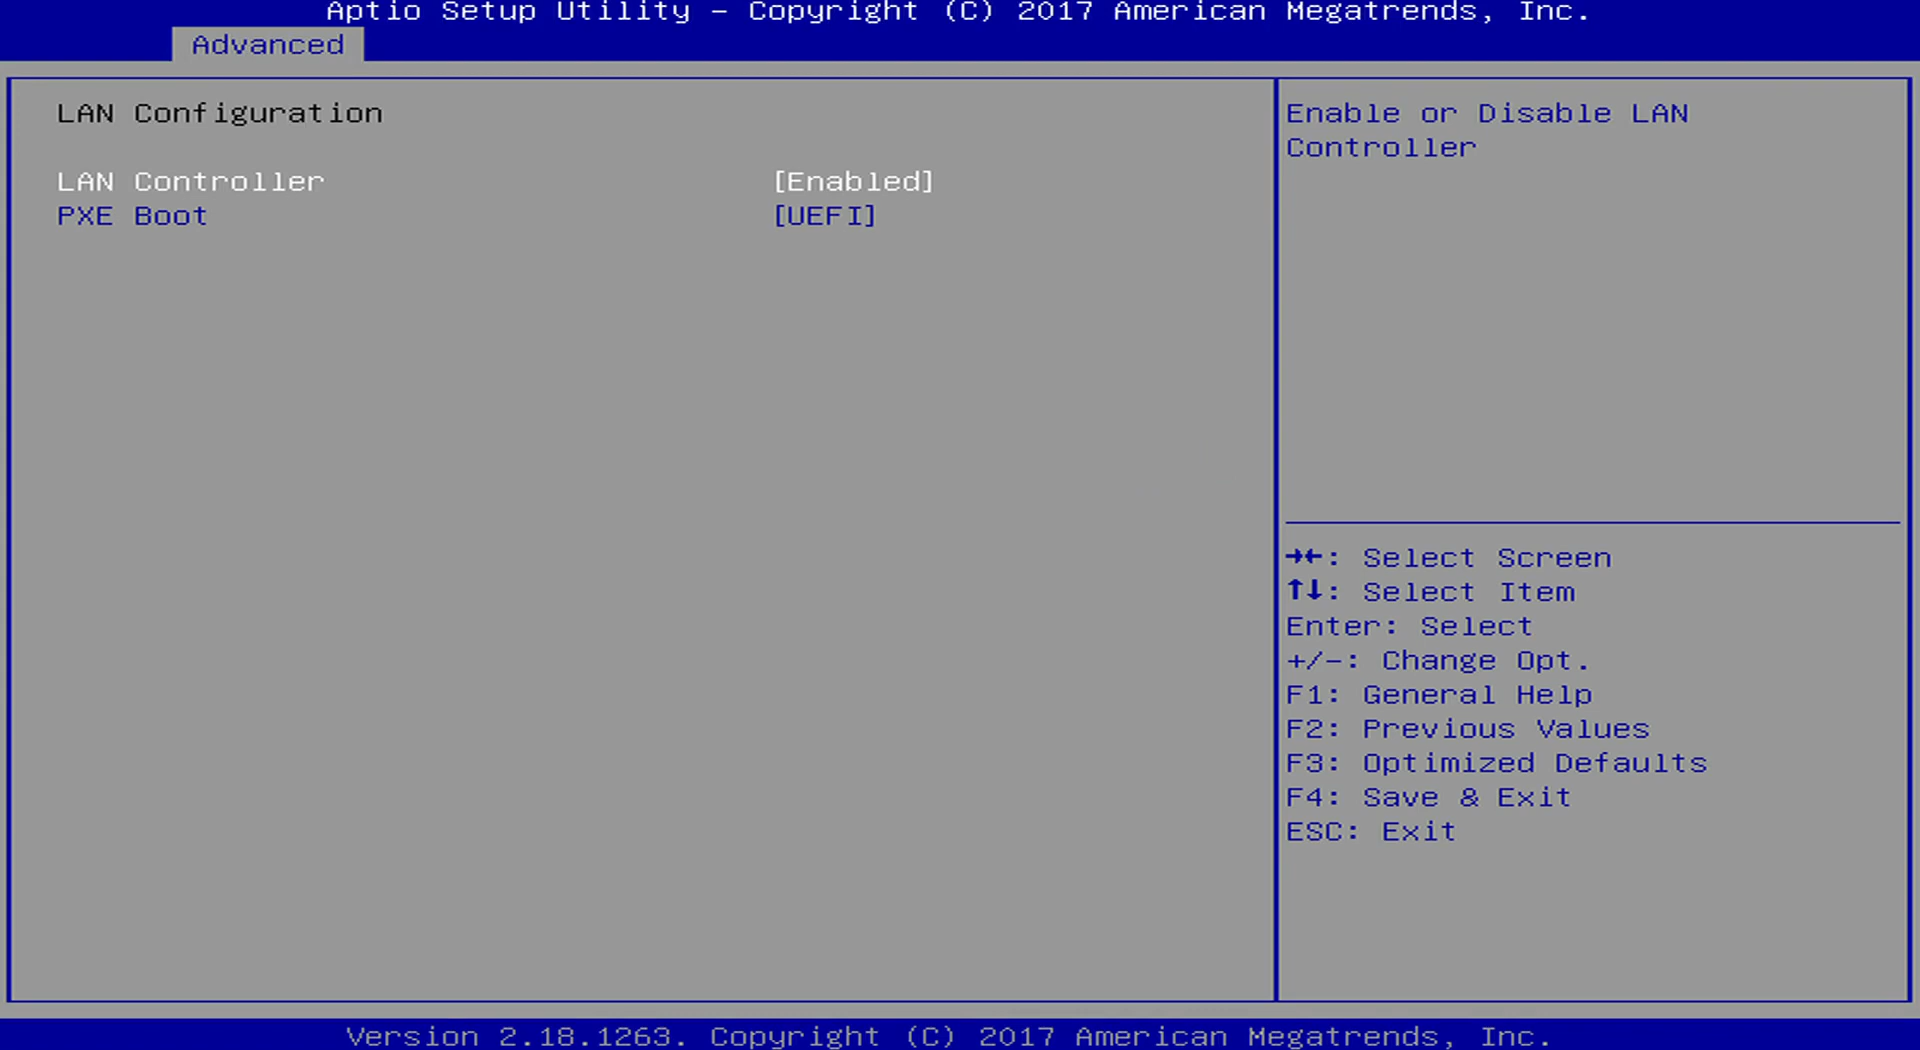 Aptio Setup Utility – Copyright (C) 2017 American Megatrends, Inc.
Advanced
LAN Configuration
LAN Controller [Enabled]
PXE Boot [UEFI]
Enable or Disable LAN
Controller
→←: Select Screen
↑↓: Select Item
Enter: Select
+/-: Change Opt.
F1: General Help
F2: Previous Values
F3: Optimized Defaults
F4: Save & Exit
ESC: Exit
Version 2.18.1263. Copyright (C) 2017 American Megatrends, Inc.